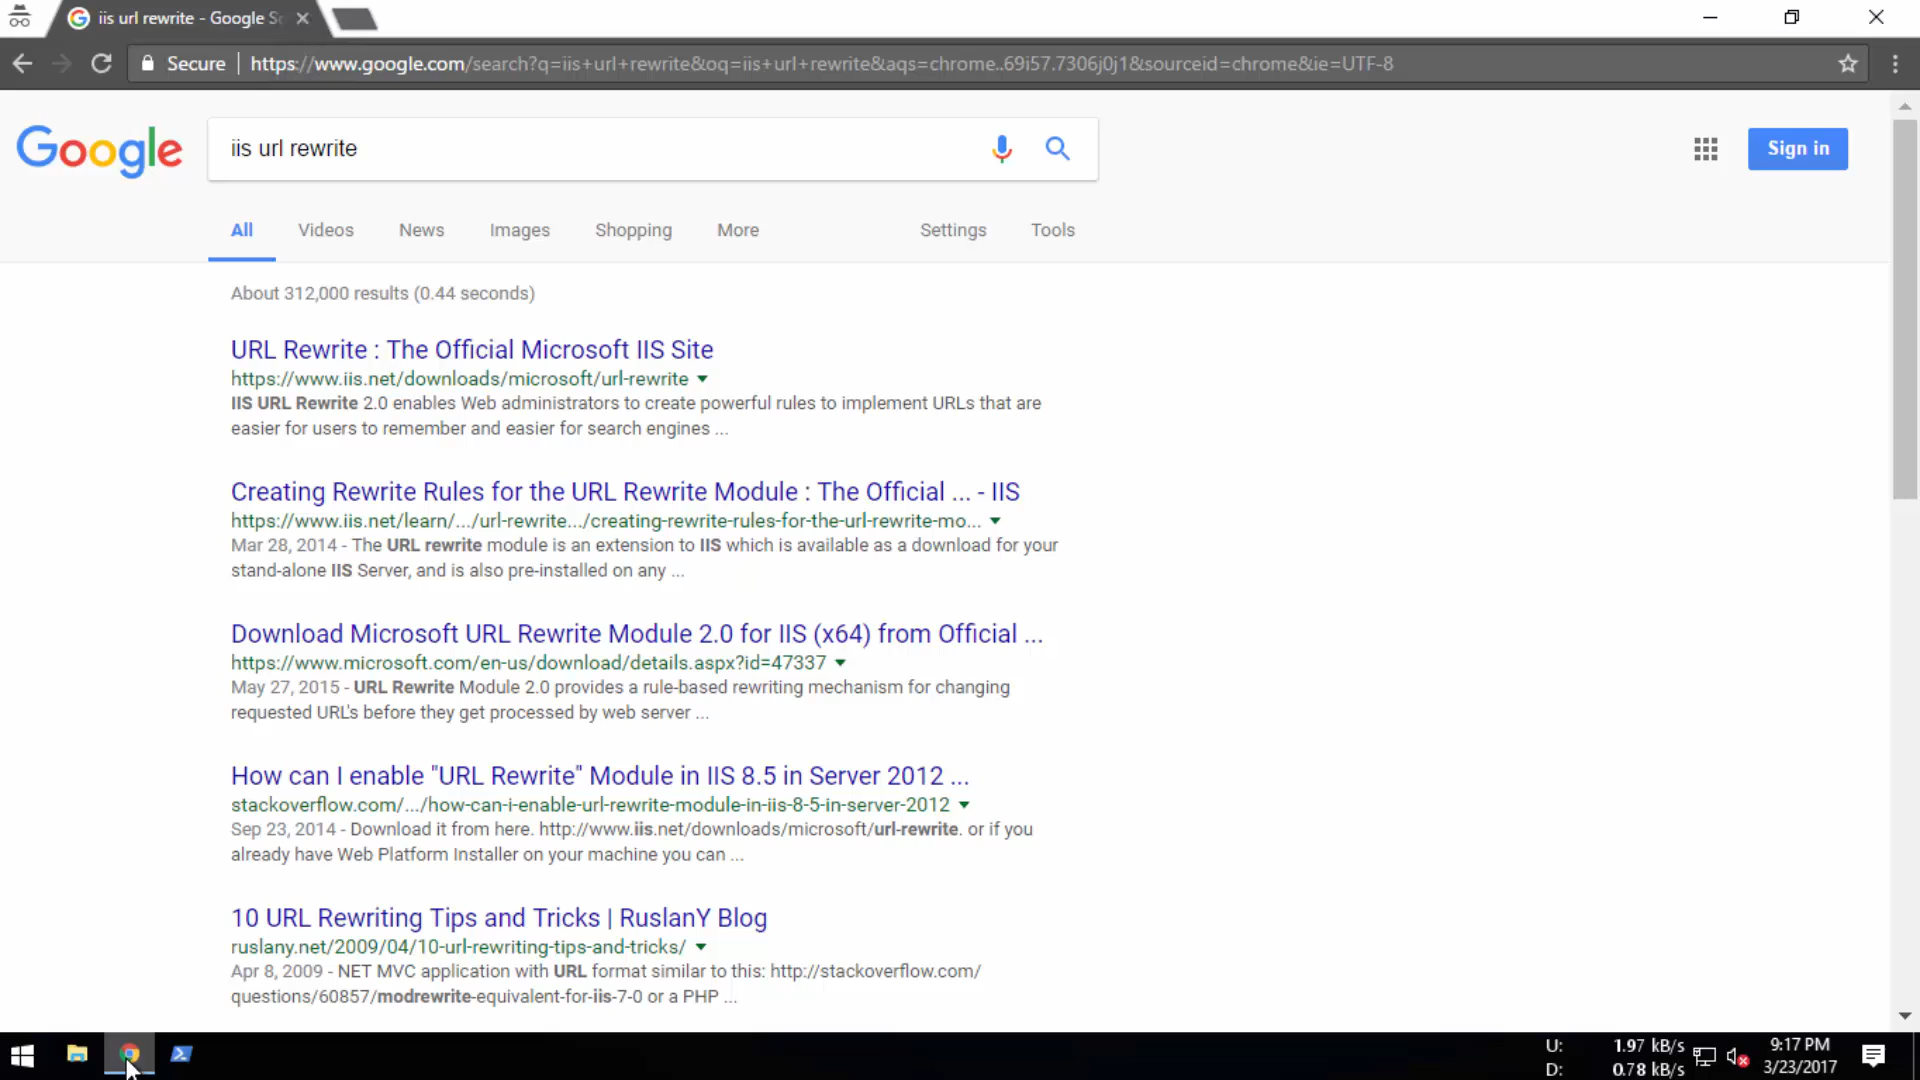 iis url rewrite - Google Se
Secure | https://www.google.com/search?q=iis+url+rewrite&oq=iis+url+rewrite&aqs=chrome..69i57.7306j0j1&sourceid=chrome&ie=UTF-8
Google
iis url rewrite
Sign in
All Videos News Images Shopping More Settings Tools
About 312,000 results (0.44 seconds)
URL Rewrite : The Official Microsoft IIS Site
https://www.iis.net/downloads/microsoft/url-rewrite
IIS URL Rewrite 2.0 enables Web administrators to create powerful rules to implement URLs that are
easier for users to remember and easier for search engines ...
Creating Rewrite Rules for the URL Rewrite Module : The Official ... - IIS
https://www.iis.net/learn/.../url-rewrite.../creating-rewrite-rules-for-the-url-rewrite-mo...
Mar 28, 2014 - The URL rewrite module is an extension to IIS which is available as a download for your
stand-alone IIS Server, and is also pre-installed on any ...
Download Microsoft URL Rewrite Module 2.0 for IIS (x64) from Official ...
https://www.microsoft.com/en-us/download/details.aspx?id=47337
May 27, 2015 - URL Rewrite Module 2.0 provides a rule-based rewriting mechanism for changing
requested URL's before they get processed by web server ...
How can I enable "URL Rewrite" Module in IIS 8.5 in Server 2012 ...
stackoverflow.com/.../how-can-i-enable-url-rewrite-module-in-iis-8-5-in-server-2012
Sep 23, 2014 - Download it from here. http://www.iis.net/downloads/microsoft/url-rewrite. or if you
already have Web Platform Installer on your machine you can ...
10 URL Rewriting Tips and Tricks | RuslanY Blog
ruslany.net/2009/04/10-url-rewriting-tips-and-tricks/
Apr 8, 2009 - NET MVC application with URL format similar to this: http://stackoverflow.com/
questions/60857/modrewrite-equivalent-for-iis-7-0 or a PHP ...
U: 1.97 kB/s
D: 0.78 kB/s
9:17 PM
3/23/2017